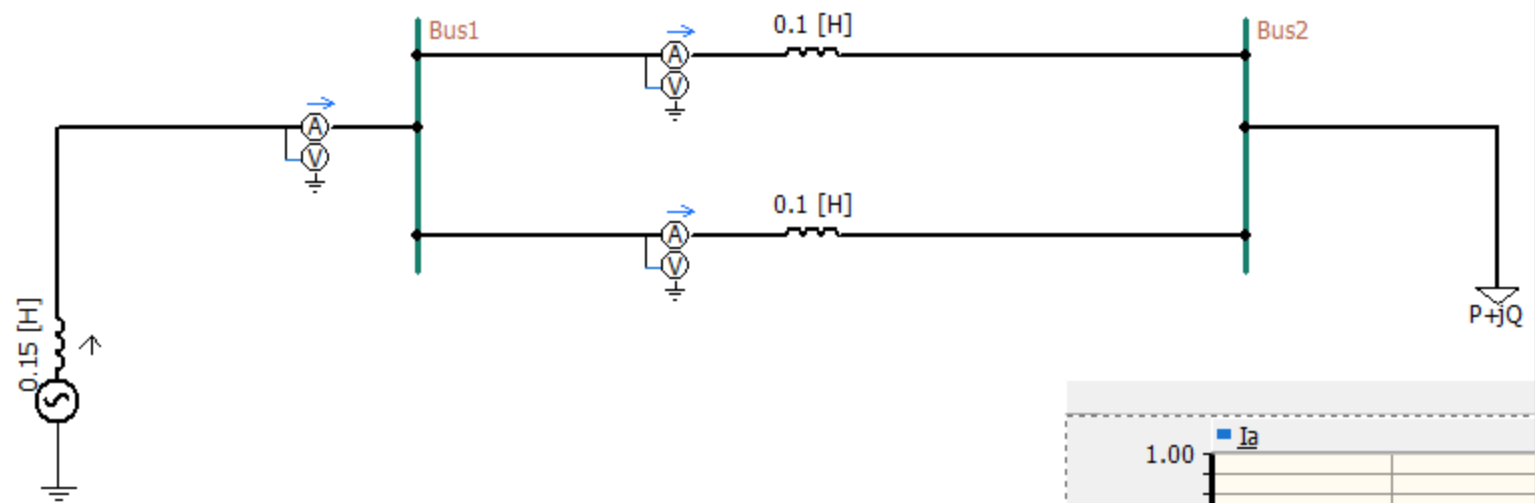 0.1 [H]
Bus1
Bus2
A
V
A
V
0.1 [H]
A
V
0.15 [H]
P+jQ
Ia
1.00